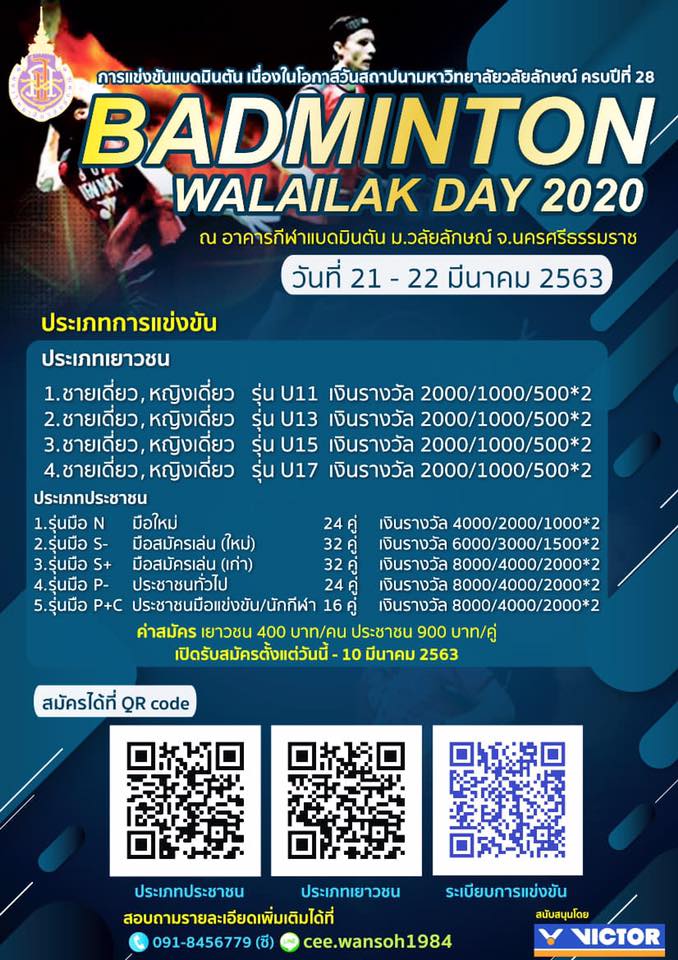 การแข่งขันแบดมินตัน เนื่องในโอกาสวันสถาปนามหาวิทยาลัยวลัยลักษณ์ ครบปีที่ 28
BADMINTON
WALAILAK DAY 2020
ณ อาคารกีฬาแบดมินตัน ม.วลัยลักษณ์ จ.นครศรีธรรมราช
วันที่ 21 - 22 มีนาคม 2563
ประเภทการแข่งขัน
ประเภทเยาวชน
1.ชายเดี่ยว,หญิงเดี่ยว รุ่น U11 เงินรางวัล 2000/1000/500*2
2.ชายเดี่ยว,หญิงเดี่ยว รุ่น U13 เงินรางวัล 2000/1000/500*2
3.ชายเดี่ยว,หญิงเดี่ยว รุ่น U15 เงินรางวัล 2000/1000/500*2
4.ชายเดี่ยว,หญิงเดี่ยว รุ่น U17 เงินรางวัล 2000/1000/500*2
ประเภทประชาชน
1.รุ่นมือ N มือใหม่ 24 คู่ เงินรางวัล 4000/2000/1000*2
2.รุ่นมือ S- มือสมัครเล่น (ใหม่) 32 คู่ เงินรางวัล 6000/3000/1500*2
3.รุ่นมือ S+ มือสมัครเล่น (เก่า) 32 คู่ เงินรางวัล 8000/4000/2000*2
4.รุ่นมือ P- ประชาชนทั่วไป 24 คู่ เงินรางวัล 8000/4000/2000*2
5.รุ่นมือ P+C ประชาชนมือแข่งขัน/นักกีฬา 16 คู่ เงินรางวัล 8000/4000/2000*2
ค่าสมัคร เยาวชน 400 บาท/คน ประชาชน 900 บาท/คู่
เปิดรับสมัครตั้งแต่วันนี้ - 10 มีนาคม 2563
สมัครได้ที่ QR code
ประเภทประชาชน ประเภทเยาวชน ระเบียบการแข่งขัน
สอบถามรายละเอียดเพิ่มเติมได้ที่
091-8456779 (ซี) cee.wansoh1984
สนับสนุนโดย
VICTOR